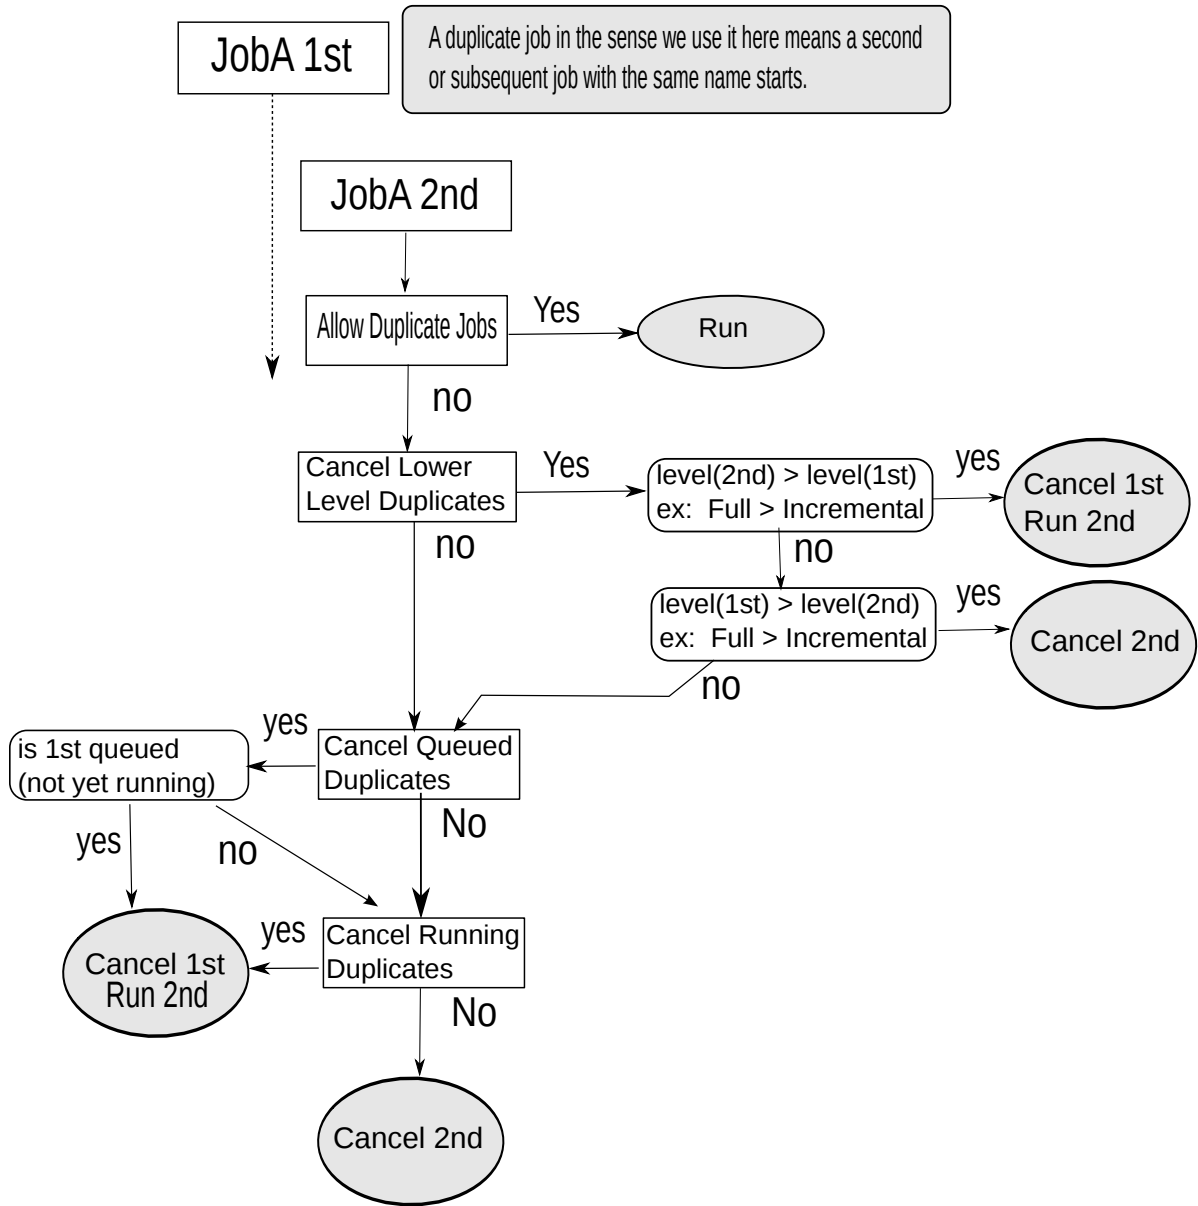 JobA 1st
A duplicate job in the sense we use it here means a second
or subsequent job with the same name starts.
JobA 2nd
Allow Duplicate Jobs
Yes
Run
no
Cancel Lower
Level Duplicates
Yes
level(2nd) > level(1st)
ex:  Full > Incremental
yes
Cancel 1st
Run 2nd
no
no
level(1st) > level(2nd)
ex:  Full > Incremental
yes
Cancel 2nd
no
Cancel Queued
Duplicates
yes
is 1st queued
(not yet running)
No
yes
no
Cancel Running
Duplicates
yes
Cancel 1st
Run 2nd
No
Cancel 2nd